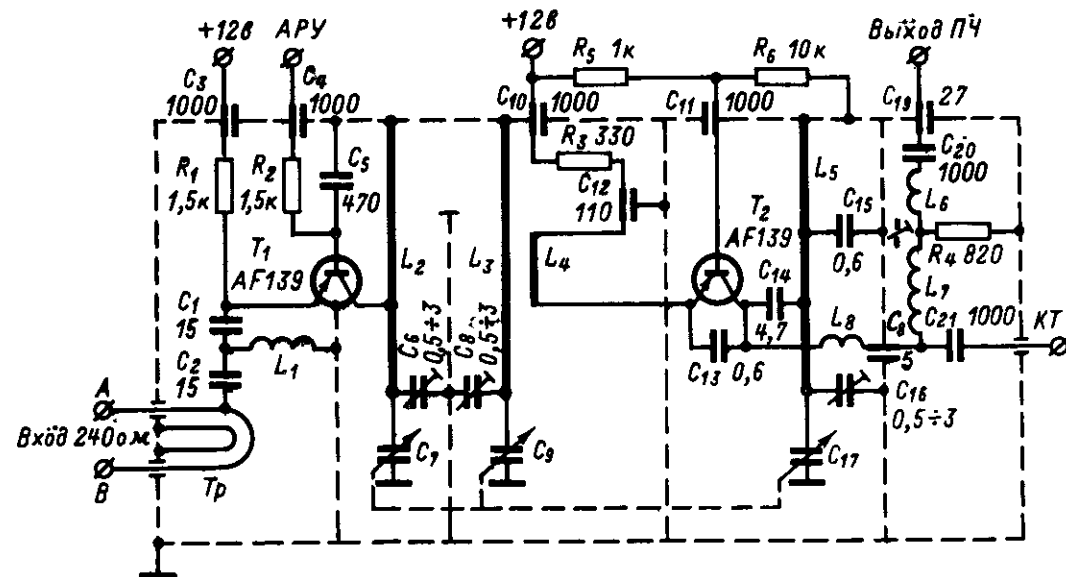 +12в АРУ
C3 1000
C4 1000
R1 1,5к
R2 1,5к
C5 470
T1 AF139
C1 15
C2 15
L1
A
Вход 240 ом
B
Тр
L2
L3
C6 0,5÷3
C8 0,5÷3
C7
C9
+12в
R5 1к
R6 10к
C10 1000
C11 1000
R3 330
C12 110
L4
T2 AF139
C13 0,6
C14 4,7
L5
C15 0,6
L8
C8 5
C16 0,5÷3
C17
Выход ПЧ
C19 27
C20 1000
L6
R4 820
L7
C21 1000
КТ